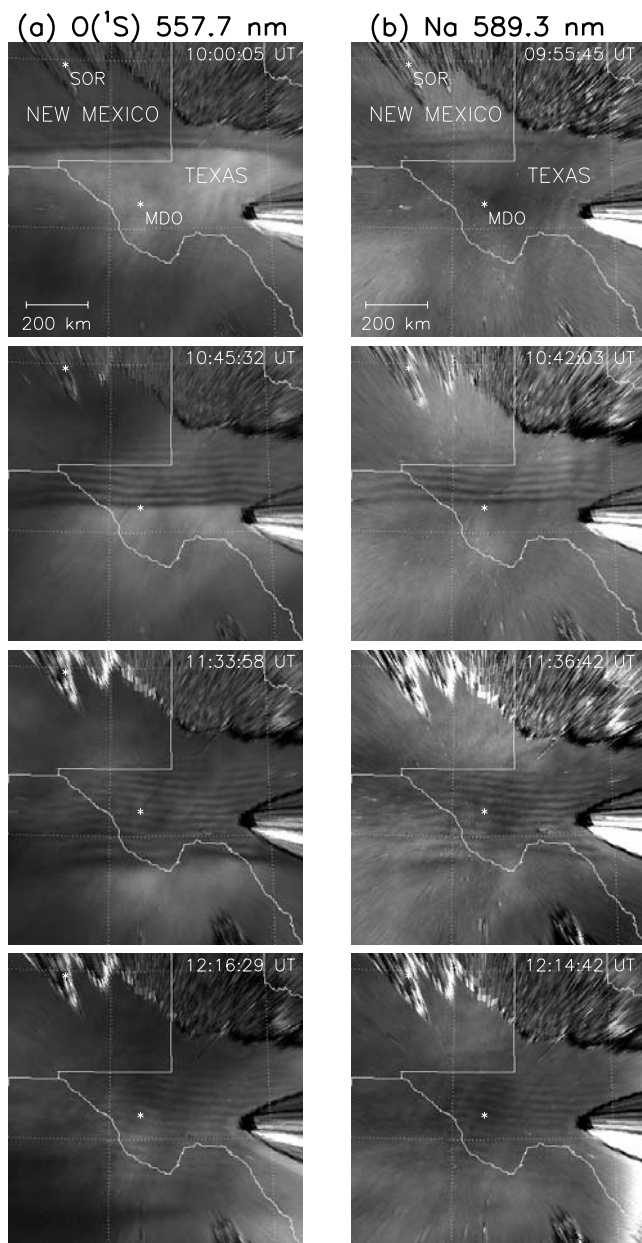 (a) O(¹S) 557.7 nm
(b) Na 589.3 nm
10:00:05 UT
SOR
NEW MEXICO
TEXAS
MDO
200 km
09:55:45 UT
SOR
NEW MEXICO
TEXAS
MDO
200 km
10:45:32 UT
10:42:03 UT
11:33:58 UT
11:36:42 UT
12:16:29 UT
12:14:42 UT